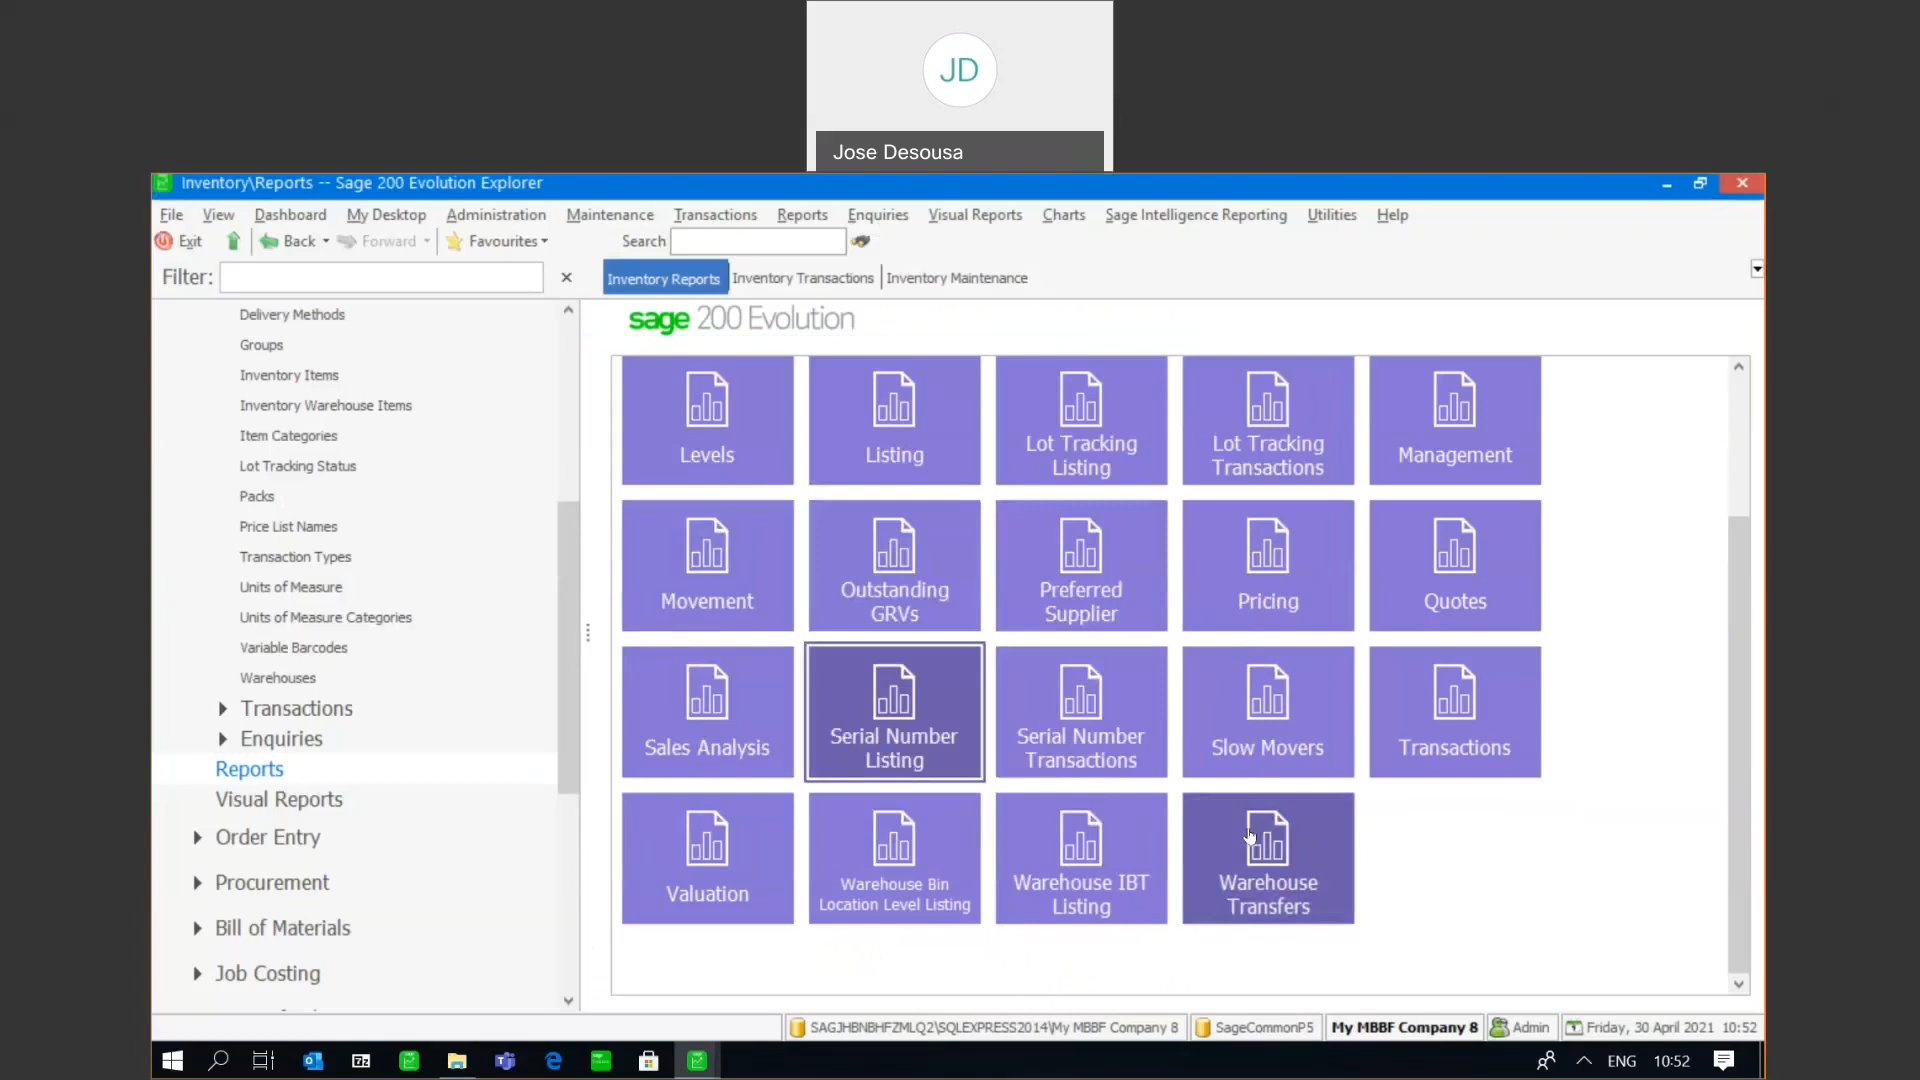 JD
Jose Desousa
Inventory\Reports -- Sage 200 Evolution Explorer
File View Dashboard My Desktop Administration Maintenance Transactions Reports Enquiries Visual Reports Charts Sage Intelligence Reporting Utilities Help
Exit Back Forward Favourites Search
Filter:
Inventory Reports Inventory Transactions Inventory Maintenance
Delivery Methods
Groups
Inventory Items
Inventory Warehouse Items
Item Categories
Lot Tracking Status
Packs
Price List Names
Transaction Types
Units of Measure
Units of Measure Categories
Variable Barcodes
Warehouses
Transactions
Enquiries
Reports
Visual Reports
Order Entry
Procurement
Bill of Materials
Job Costing
sage 200 Evolution
Levels
Listing
Lot Tracking
Listing
Lot Tracking
Transactions
Management
Movement
Outstanding
GRVs
Preferred
Supplier
Pricing
Quotes
Sales Analysis
Serial Number
Listing
Serial Number
Transactions
Slow Movers
Transactions
Valuation
Warehouse Bin
Location Level Listing
Warehouse IBT
Listing
Warehouse
Transfers
SAGJHBNBHFZMLQ2\SQLEXPRESS2014\My MBBF Company 8 SageCommonP5 My MBBF Company 8 Admin Friday, 30 April 2021 10:52
7z
ENG 10:52